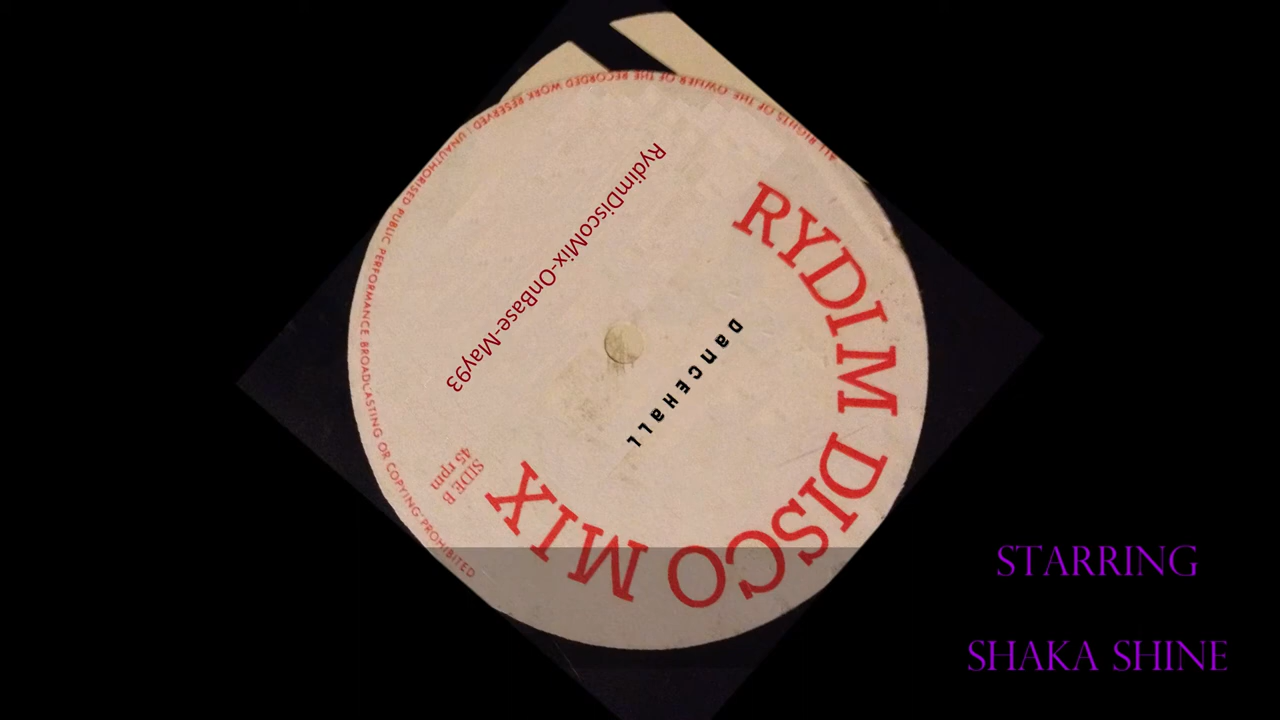 RYDIM DISCO MIX
DancEHaLL
RydimDiscoMix-OnBase-May93
SIDE B
45 rpm
ALL RIGHTS OF THE OWNER OF THE RECORDED WORK RESERVED : UNAUTHORISED PUBLIC PERFORMANCE BROADCASTING OR COPYING PROHIBITED
STARRING
SHAKA SHINE